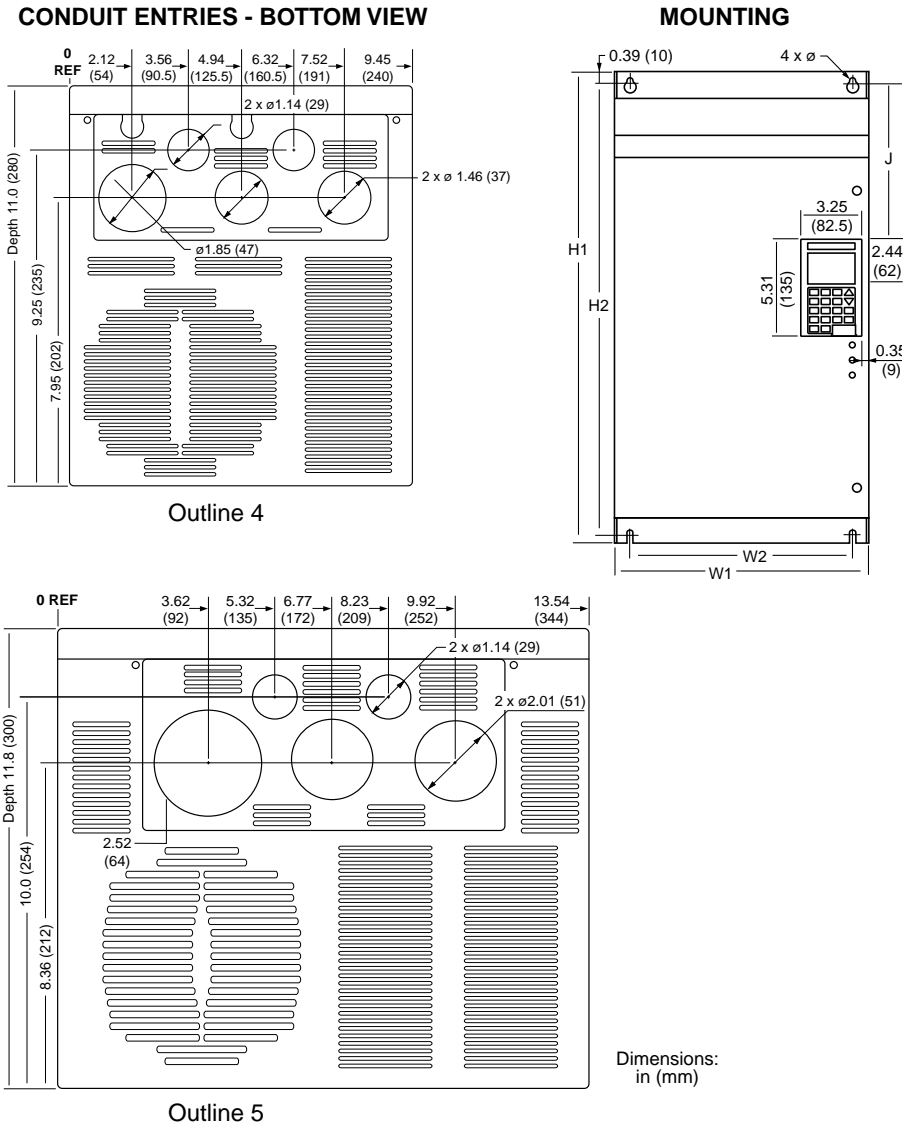 CONDUIT ENTRIES - BOTTOM VIEW
0
REF
2.12
(54)
3.56
(90.5)
4.94
(125.5)
6.32
(160.5)
7.52
(191)
9.45
(240)
2 x ø1.14 (29)
2 x ø 1.46 (37)
ø1.85 (47)
Depth 11.0 (280)
9.25 (235)
7.95 (202)
Outline 4
MOUNTING
0.39 (10)
4 x ø
J
3.25
(82.5)
2.44
(62)
5.31
(135)
0.35
(9)
H1
H2
W2
W1
0 REF
3.62
(92)
5.32
(135)
6.77
(172)
8.23
(209)
9.92
(252)
13.54
(344)
2 x ø1.14 (29)
2 x ø2.01 (51)
2.52
(64)
Depth 11.8 (300)
10.0 (254)
8.36 (212)
Outline 5
Dimensions:
in (mm)